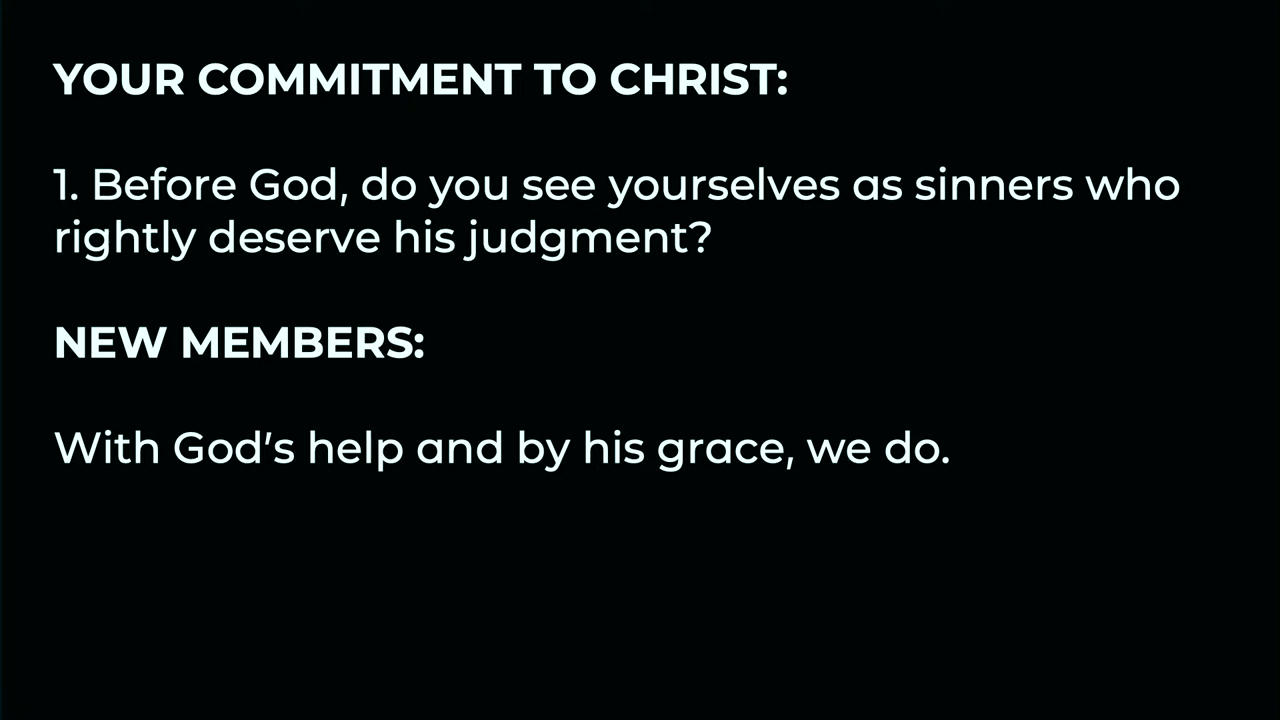 YOUR COMMITMENT TO CHRIST:
1. Before God, do you see yourselves as sinners who
rightly deserve his judgment?
NEW MEMBERS:
With God's help and by his grace, we do.